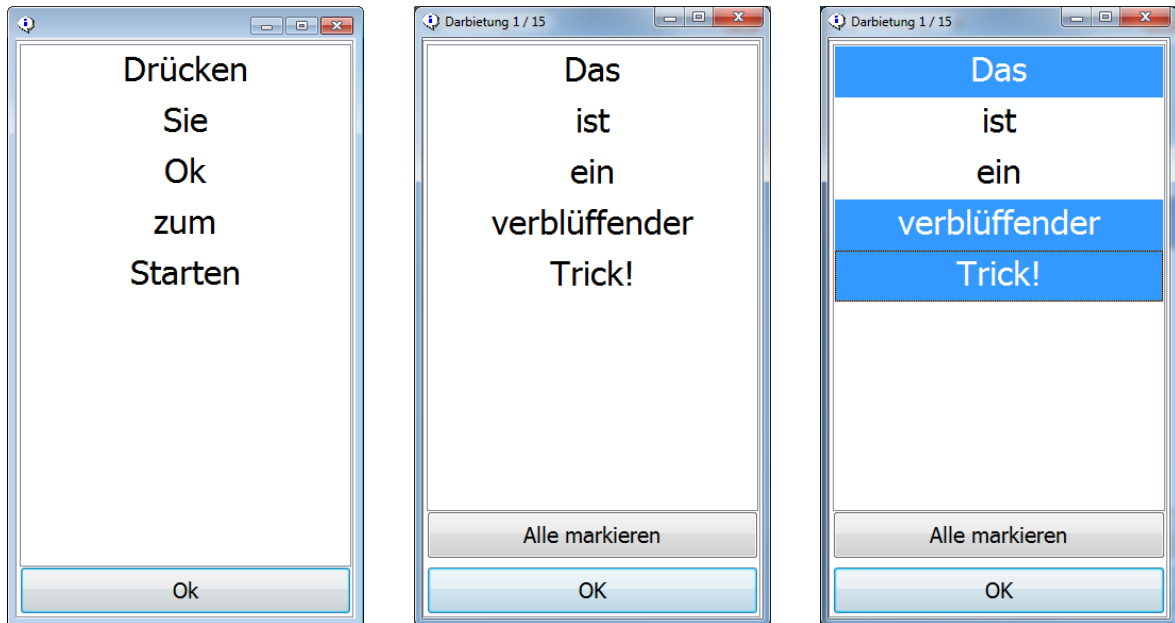 Drücken
Sie
Ok
zum
Starten
Ok
Darbietung 1 / 15
Das
ist
ein
verblüffender
Trick!
Alle markieren
OK
Darbietung 1 / 15
Das
ist
ein
verblüffender
Trick!
Alle markieren
OK